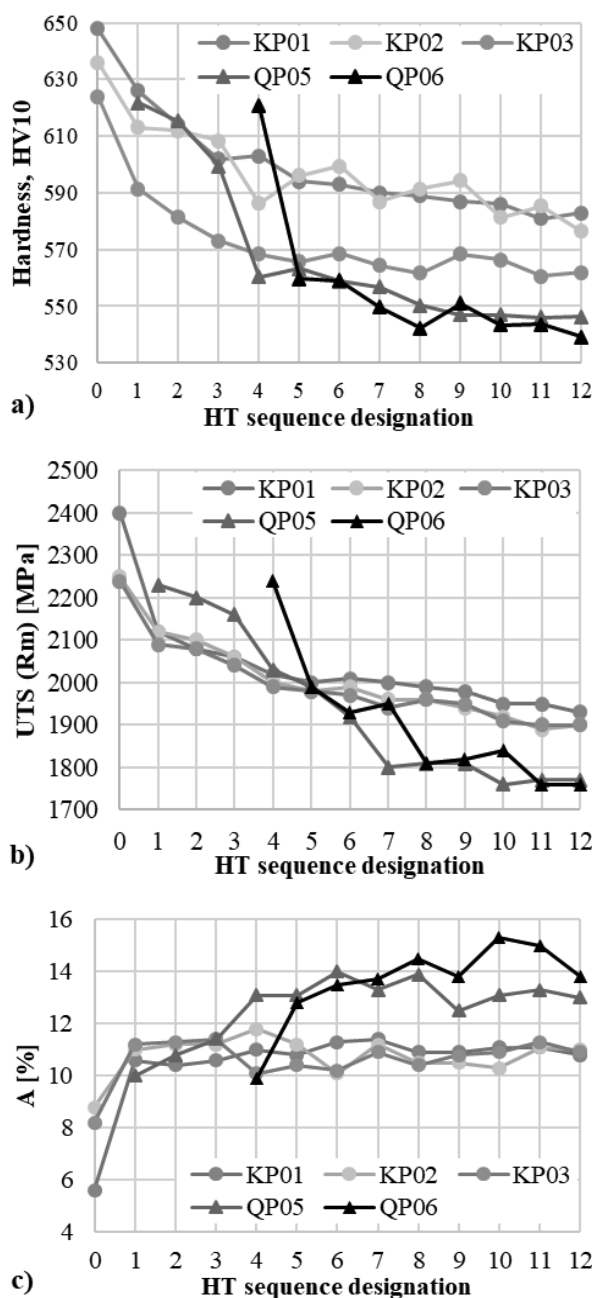 650
630
610
590
570
550
530
Hardness, HV10
KP01 KP02 KP03
QP05 QP06
0 1 2 3 4 5 6 7 8 9 10 11 12
a) HT sequence designation
2500
2400
2300
2200
2100
2000
1900
1800
1700
UTS (Rm) [MPa]
KP01 KP02 KP03
QP05 QP06
0 1 2 3 4 5 6 7 8 9 10 11 12
b) HT sequence designation
16
14
12
10
8
6
4
A [%]
KP01 KP02 KP03
QP05 QP06
0 1 2 3 4 5 6 7 8 9 10 11 12
c) HT sequence designation